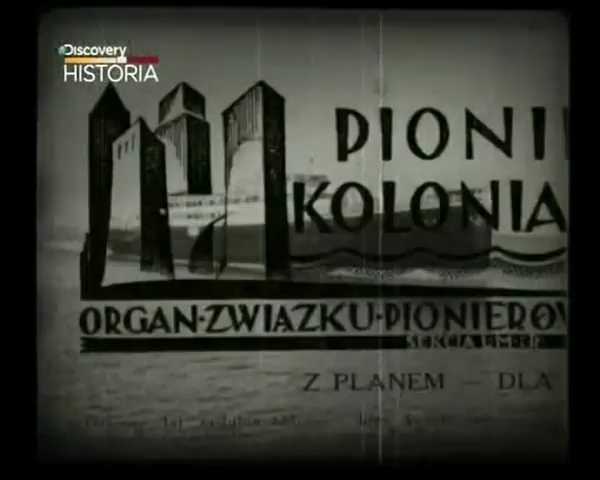 Discovery
HISTORIA
PIONI
KOLONIA
ORGAN·ZWIAZKU·PIONIERÓW
Z PLANEM — DLA